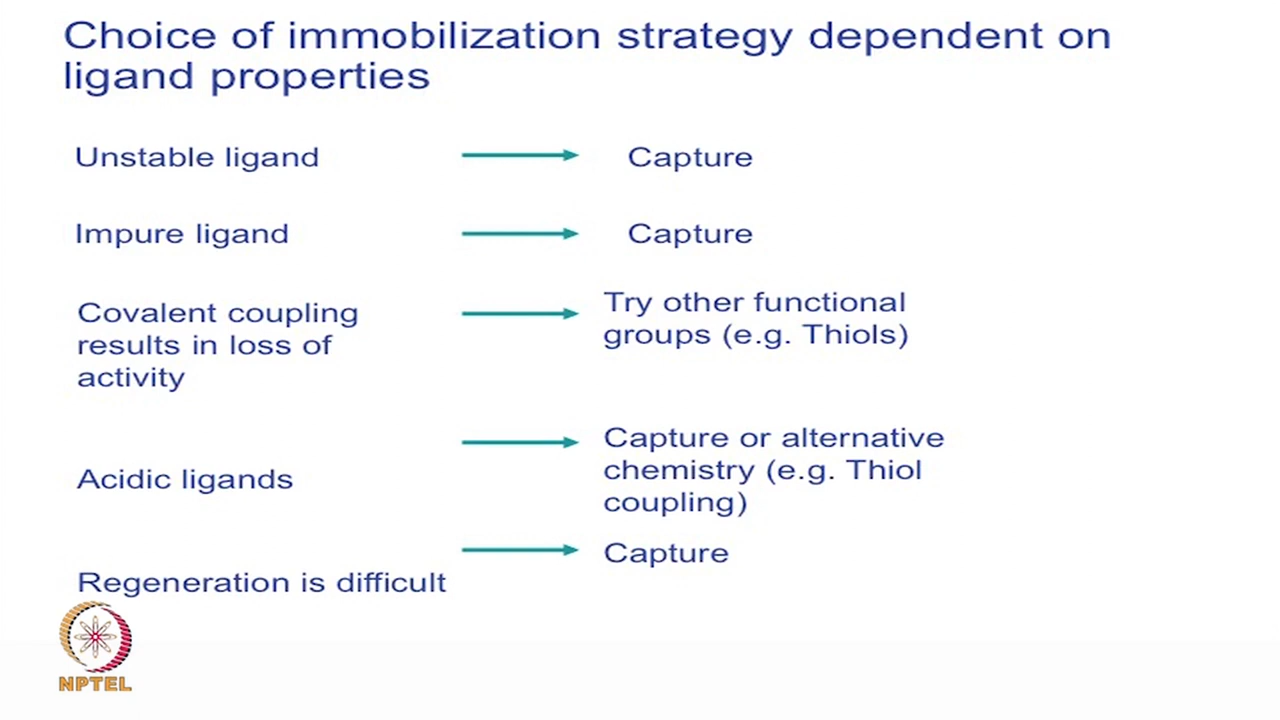 Choice of immobilization strategy dependent on
ligand properties
Unstable ligand
Capture
Impure ligand
Capture
Covalent coupling
results in loss of
activity
Try other functional
groups (e.g. Thiols)
Acidic ligands
Capture or alternative
chemistry (e.g. Thiol
coupling)
Regeneration is difficult
Capture
NPTEL